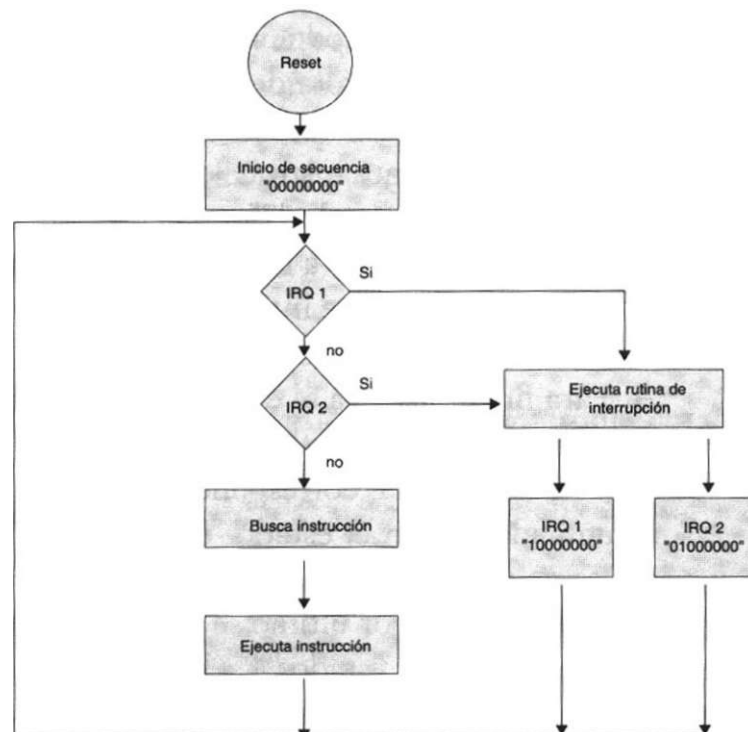 Reset
Inicio de secuencia
"00000000"
IRQ 1
Si
no
IRQ 2
Si
no
Ejecuta rutina de
interrupción
Busca instrucción
IRQ 1
"10000000"
IRQ 2
"01000000"
Ejecuta instrucción